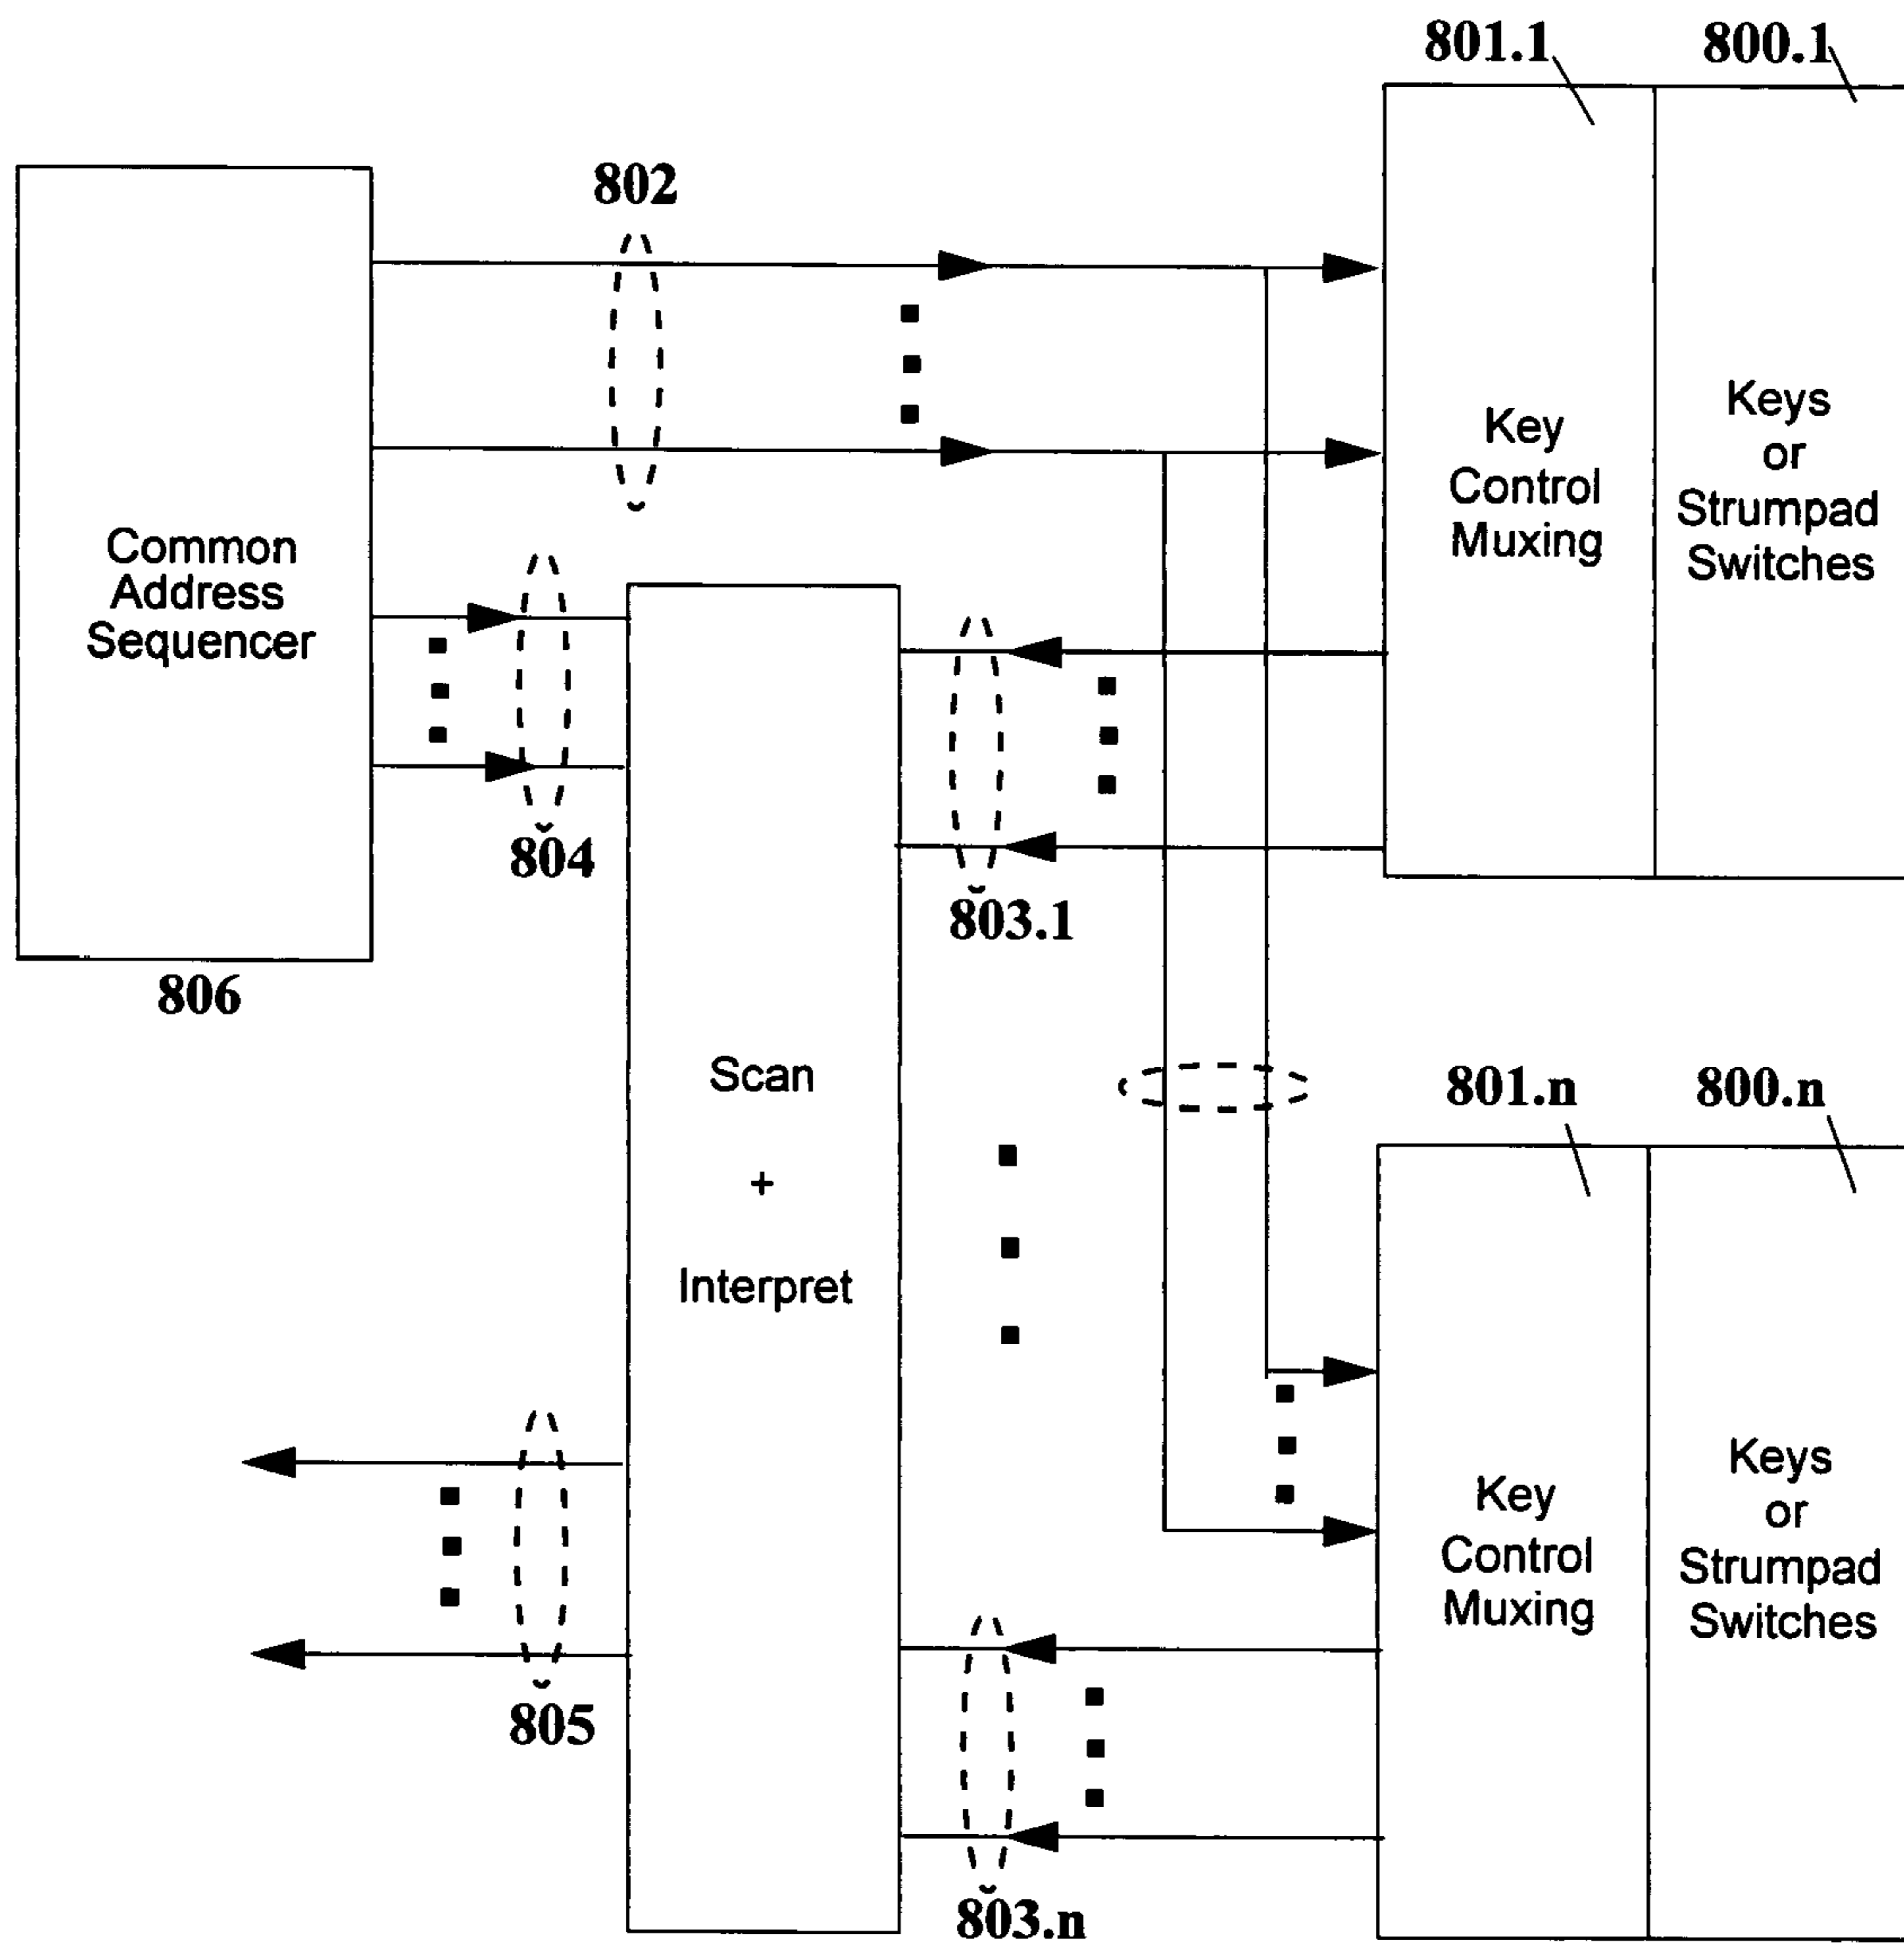 801.1
800.1
802
Common
Address
Sequencer
Key
Control
Muxing
Keys
or
Strumpad
Switches
804
803.1
806
Scan
+
Interpret
801.n
800.n
Key
Control
Muxing
Keys
or
Strumpad
Switches
805
803.n